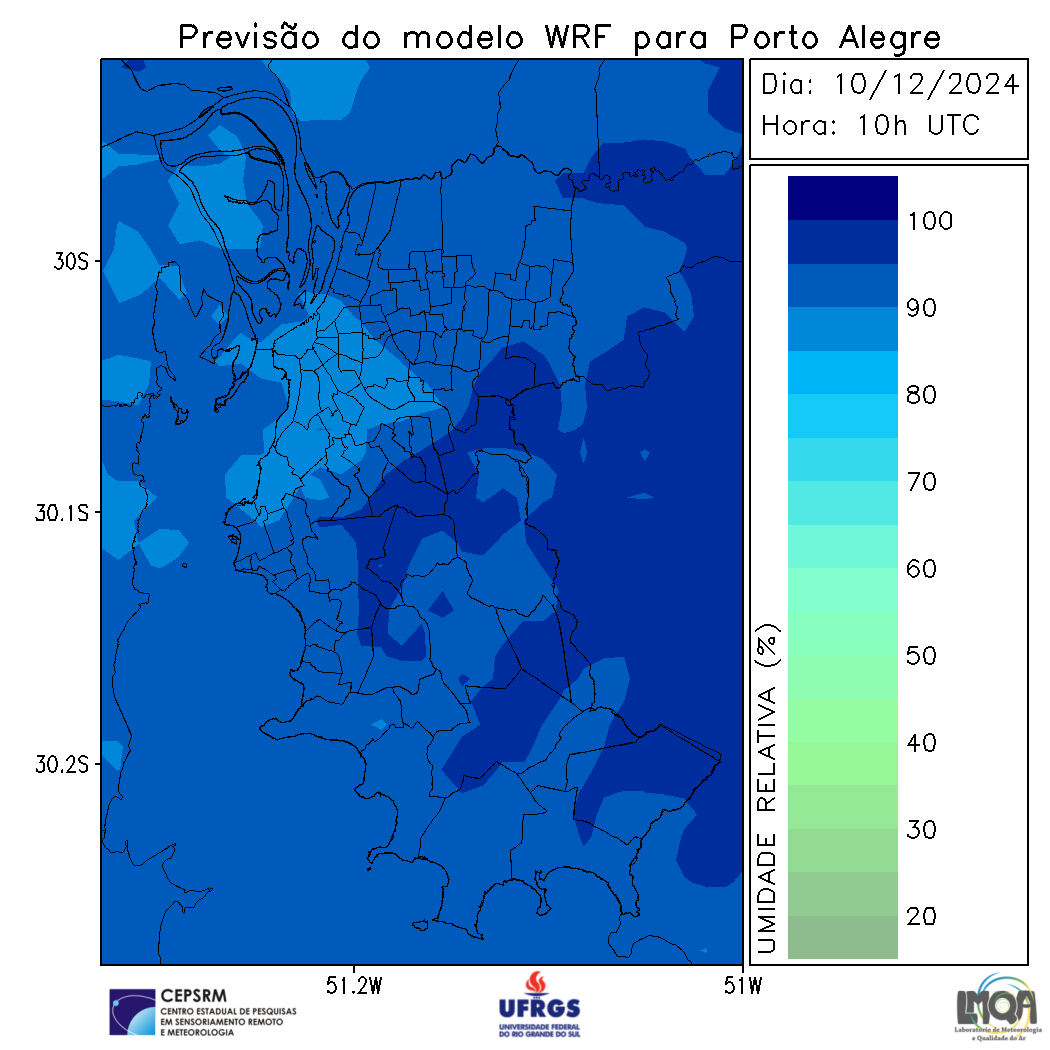 Previsão do modelo WRF para Porto Alegre
Dia: 10/12/2024
Hora: 10h UTC
30S
30.1S
30.2S
51.2W
51W
UMIDADE RELATIVA (%)
100
90
80
70
60
50
40
30
20
CEPSRM
CENTRO ESTADUAL DE PESQUISAS
EM SENSORIAMENTO REMOTO
E METEOROLOGIA
UFRGS
UNIVERSIDADE FEDERAL
DO RIO GRANDE DO SUL
LMQA
Laboratório de Meteorologia
e Qualidade do Ar